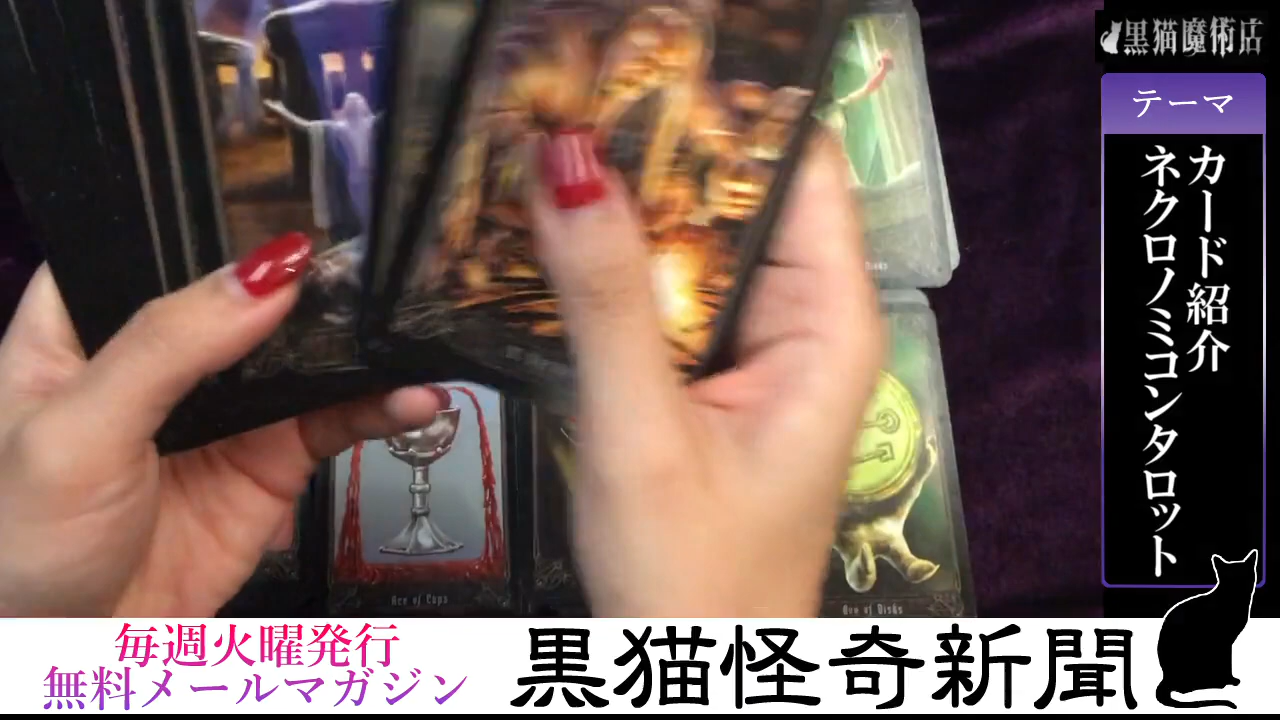 黒猫魔術店
テーマ
カード紹介
ネクロノミコンタロット
Ace of Cups
Ace of Disks
毎週火曜発行
無料メールマガジン
黒猫怪奇新聞